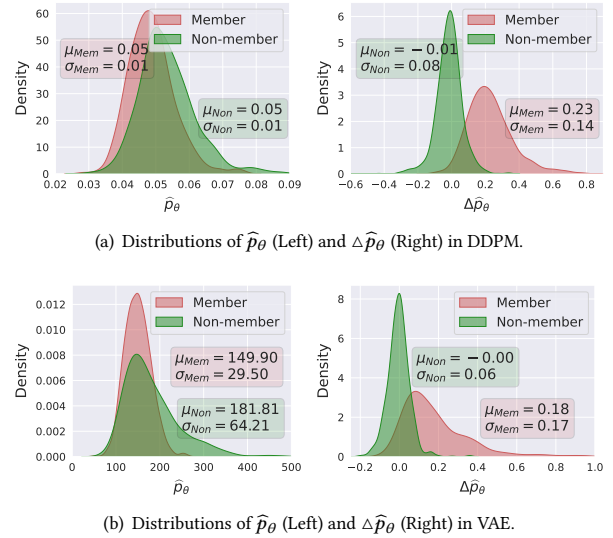 Member
Non-member
μMem = 0.05
σMem = 0.01
μNon = 0.05
σNon = 0.01
Density
60
50
40
30
20
10
0
0.02 0.03 0.04 0.05 0.06 0.07 0.08 0.09
p̂θ
Member
Non-member
μNon = −0.01
σNon = 0.08
μMem = 0.23
σMem = 0.14
Density
6
5
4
3
2
1
0
−0.6 −0.4 −0.2 0.0 0.2 0.4 0.6 0.8
Δp̂θ
(a) Distributions of p̂θ (Left) and △p̂θ (Right) in DDPM.
Member
Non-member
μMem = 149.90
σMem = 29.50
μNon = 181.81
σNon = 64.21
Density
0.012
0.010
0.008
0.006
0.004
0.002
0.000
0 100 200 300 400 500
p̂θ
Member
Non-member
μNon = −0.00
σNon = 0.06
μMem = 0.18
σMem = 0.17
Density
8
6
4
2
0
−0.2 0.0 0.2 0.4 0.6 0.8 1.0
Δp̂θ
(b) Distributions of p̂θ (Left) and △p̂θ (Right) in VAE.